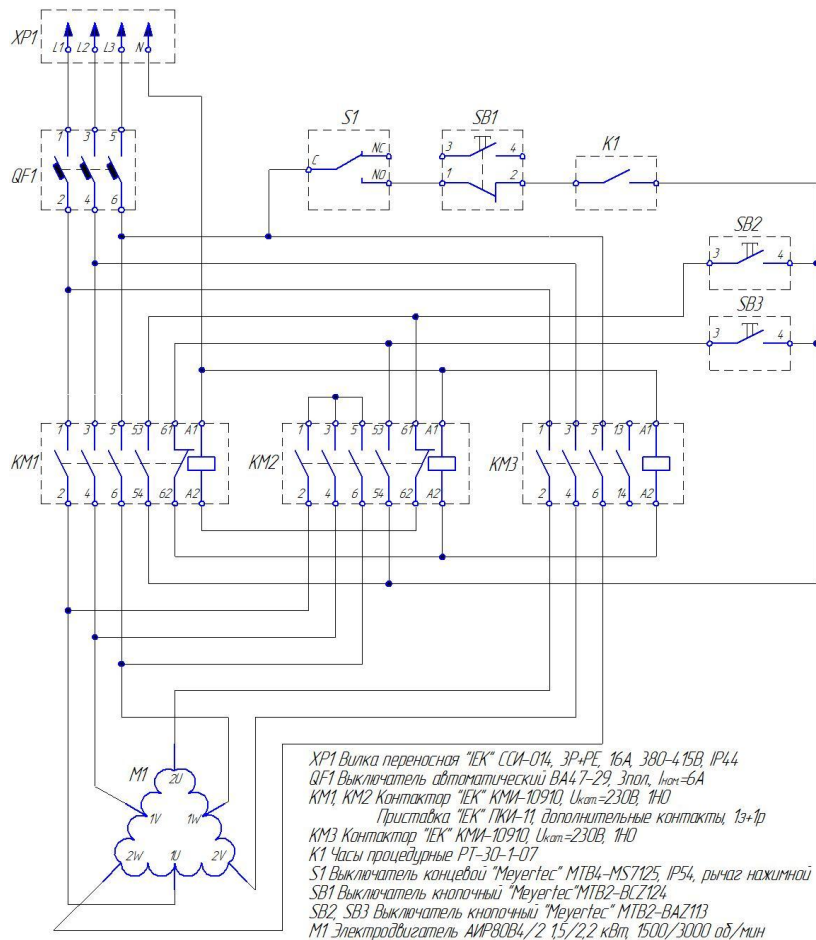 XP1
L1 L2 L3 N
S1
SB1
K1
C
NC
NO
3 4
1 2
QF1
1 3 5
2 4 6
SB2
3 4
SB3
3 4
KM1
1 3 5 53 61 A1
2 4 6 54 62 A2
KM2
1 3 5 53 61 A1
2 4 6 54 62 A2
KM3
1 3 5 13 A1
2 4 6 14 A2
M1
2U
1V 1W
2W 1U 2V
XP1 Вилка переносная "IEK" ССИ-014, 3Р+РЕ, 16А, 380-415В, IP44
QF1 Выключатель автоматический ВА47-29, 3пол, Iном=6А
КМ1, КМ2 Контактор "IEK" КМИ-10910, Uкат=230В, 1НО
Приставка "IEK" ПКИ-11, дополнительные контакты, 1з+1р
КМ3 Контактор "IEK" КМИ-10910, Uкат=230В, 1НО
К1 Часы процедурные РТ-30-1-07
S1 Выключатель концевой "Meyertec" MTB4-MS7125, IP54, рычаг нажимной
SB1 Выключатель кнопочный "Meyertec"MTB2-BCZ124
SB2, SB3 Выключатель кнопочный "Meyertec" MTB2-BAZ113
М1 Электродвигатель АИР80В4/2 1,5/2,2 кВт, 1500/3000 об/мин